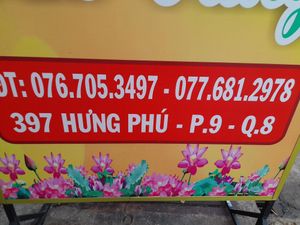 ĐT: 076.705.3497 - 077.681.2978
397 HƯNG PHÚ - P.9 - Q.8